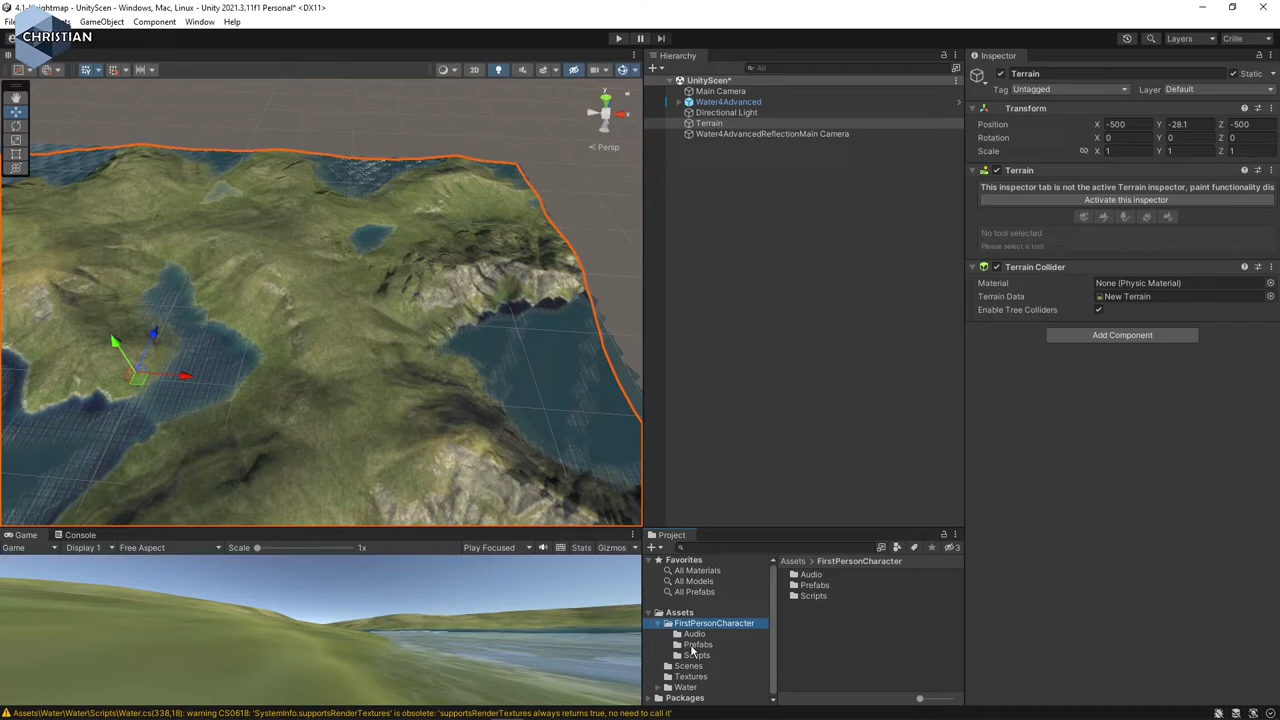 4.1-Heightmap - UnityScen - Windows, Mac, Linux - Unity 2021.3.11f1 Personal* <DX11>
GameObject Component Window Help
CHRISTIAN
Layers Crille
2D
y
x
Persp
Hierarchy
All
UnityScen*
Main Camera
Water4Advanced
Directional Light
Terrain
Water4AdvancedReflectionMain Camera
Inspector
Terrain Static
Tag Untagged Layer Default
Transform
Position X -500 Y -28.1 Z -500
Rotation X 0 Y 0 Z 0
Scale X 1 Y 1 Z 1
Terrain
This inspector tab is not the active Terrain inspector, paint functionality dis
Activate this inspector
No tool selected
Please select a tool
Terrain Collider
Material None (Physic Material)
Terrain Data New Terrain
Enable Tree Colliders
Add Component
Game Console
Game Display 1 Free Aspect Scale 1x Play Focused Stats Gizmos
Project
3
Favorites
All Materials
All Models
All Prefabs
Assets
FirstPersonCharacter
Audio
Prefabs
Scripts
Scenes
Textures
Water
Packages
Assets FirstPersonCharacter
Audio
Prefabs
Scripts
Assets\Water\Water\Scripts\Water.cs(338,18): warning CS0618: 'SystemInfo.supportsRenderTextures' is obsolete: 'supportsRenderTextures always returns true, no need to call it'